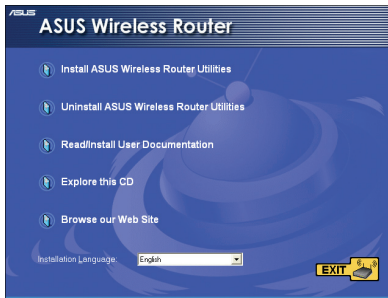 ASUS
ASUS Wireless Router
Install ASUS Wireless Router Utilities
Uninstall ASUS Wireless Router Utilities
Read/Install User Documentation
Explore this CD
Browse our Web Site
Installation Language: English
EXIT